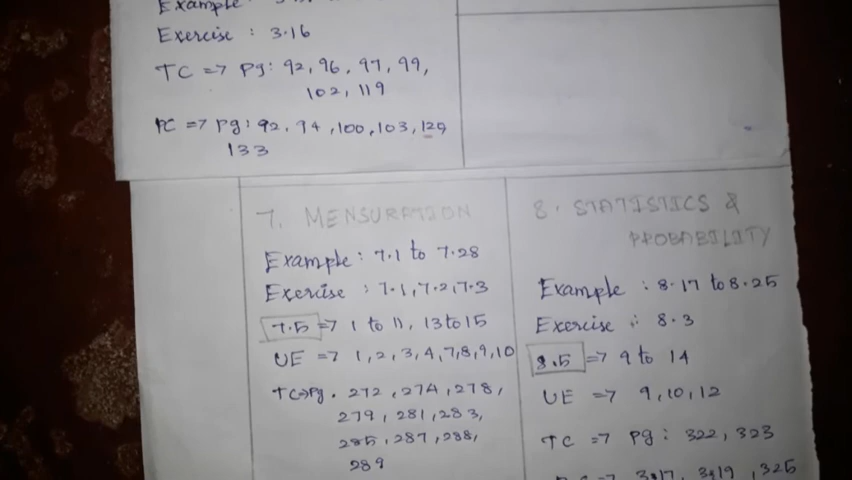 Example
Exercise : 3.16
TC => Pg: 92, 96, 97, 99,
102, 119
PC => Pg: 92, 94, 100, 103, 129,
133
7. MENSURATION
Example : 7.1 to 7.28
Exercise : 7.1, 7.2, 7.3
7.5 => 1 to 11, 13 to 15
UE => 1, 2, 3, 4, 7, 8, 9, 10
TC=>Pg. 272, 274, 278,
279, 281, 283,
285, 287, 288,
289
8. STATISTICS &
PROBABILITY
Example : 8.17 to 8.25
Exercise : 8.3
8.5 => 9 to 14
UE => 9, 10, 12
TC => Pg: 322, 323
317, 319, 325